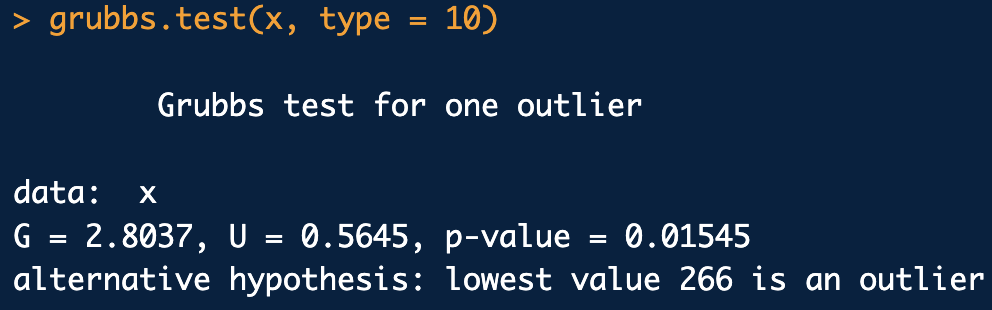 > grubbs.test(x, type = 10)
Grubbs test for one outlier
data:  x
G = 2.8037, U = 0.5645, p-value = 0.01545
alternative hypothesis: lowest value 266 is an outlier